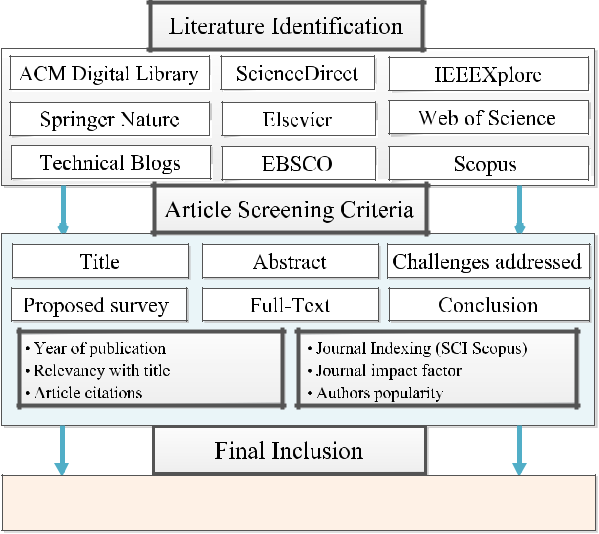 Literature Identification
ACM Digital Library
ScienceDirect
IEEEXplore
Springer Nature
Elsevier
Web of Science
Technical Blogs
EBSCO
Scopus
Article Screening Criteria
Title
Abstract
Challenges addressed
Proposed survey
Full-Text
Conclusion
• Year of publication
• Relevancy with title
• Article citations
• Journal Indexing (SCI Scopus)
• Journal impact factor
• Authors popularity
Final Inclusion